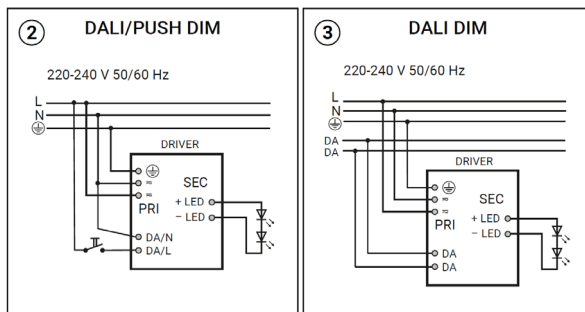 2 DALI/PUSH DIM
220-240 V 50/60 Hz
L
N
DRIVER
SEC
PRI
+ LED
– LED
DA/N
DA/L
3 DALI DIM
220-240 V 50/60 Hz
L
N
DA
DA
DRIVER
SEC
PRI
+ LED
– LED
DA
DA